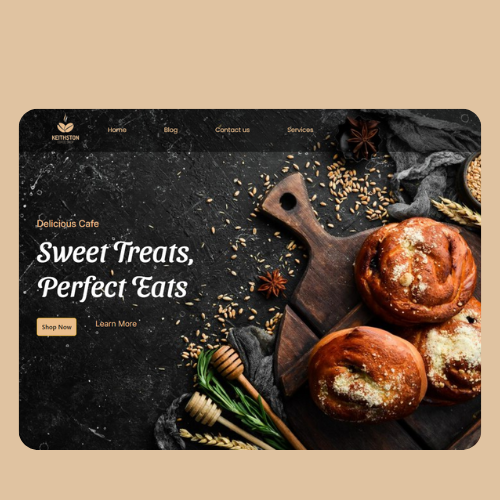 KEITHSTON
Home Blog Contact us Services
Delicious Cafe
Sweet Treats,
Perfect Eats
Shop Now Learn More